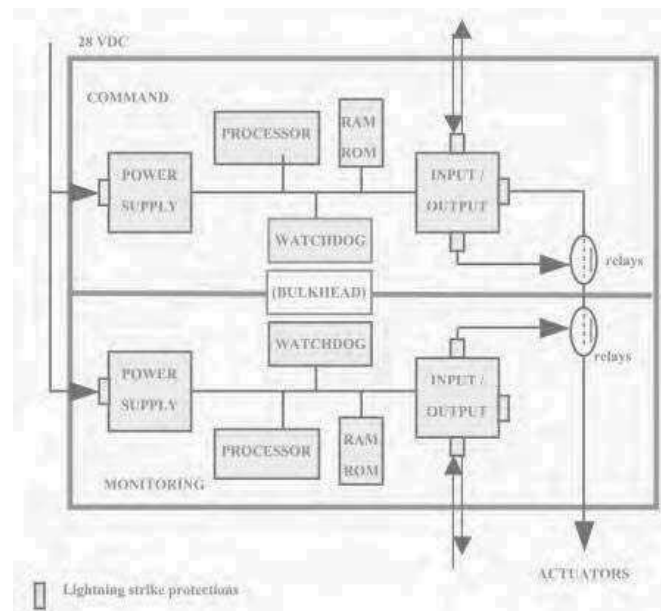 28 VDC
COMMAND
PROCESSOR
RAM
ROM
POWER
SUPPLY
INPUT /
OUTPUT
WATCHDOG
relays
(BULKHEAD)
WATCHDOG
relays
POWER
SUPPLY
INPUT /
OUTPUT
PROCESSOR
RAM
ROM
MONITORING
ACTUATORS
Lightning strike protections